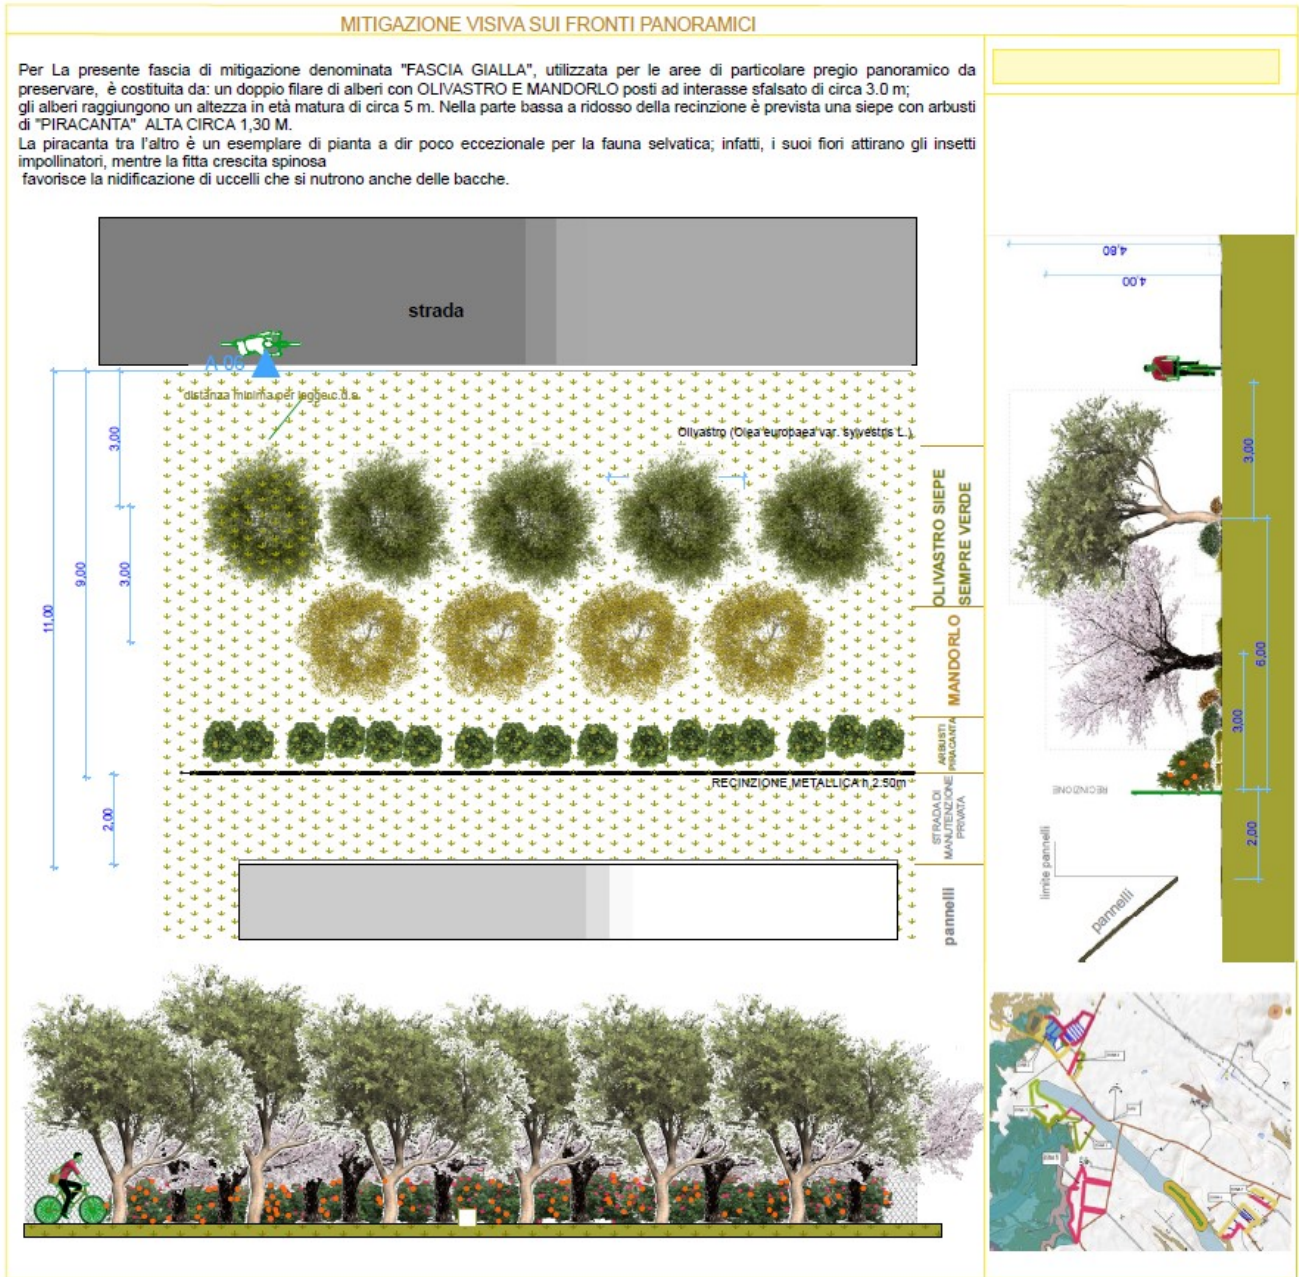 MITIGAZIONE VISIVA SUI FRONTI PANORAMICI
Per La presente fascia di mitigazione denominata "FASCIA GIALLA", utilizzata per le aree di particolare pregio panoramico da
preservare, è costituita da: un doppio filare di alberi con OLIVASTRO E MANDORLO posti ad interasse sfalsato di circa 3.0 m;
gli alberi raggiungono un altezza in età matura di circa 5 m. Nella parte bassa a ridosso della recinzione è prevista una siepe con arbusti
di "PIRACANTA" ALTA CIRCA 1,30 M.
La piracanta tra l'altro è un esemplare di pianta a dir poco eccezionale per la fauna selvatica; infatti, i suoi fiori attirano gli insetti
impollinatori, mentre la fitta crescita spinosa
favorisce la nidificazione di uccelli che si nutrono anche delle bacche.
strada
A-06
distanza minima per legge c.d.s.
Olivastro (Olea europaea var. sylvestris L.)
3,00
3,00
9,00
11,00
2,00
OLIVASTRO SIEPE
SEMPRE VERDE
MANDORLO
ARBUSTI
PIRACANTA
RECINZIONE METALLICA h 2.50m
STRADA DI
MANUTENZIONE
PRIVATA
pannelli
4,80
4,00
3,00
6,00
3,00
2,00
RECINZIONE
limite pannelli
pannelli